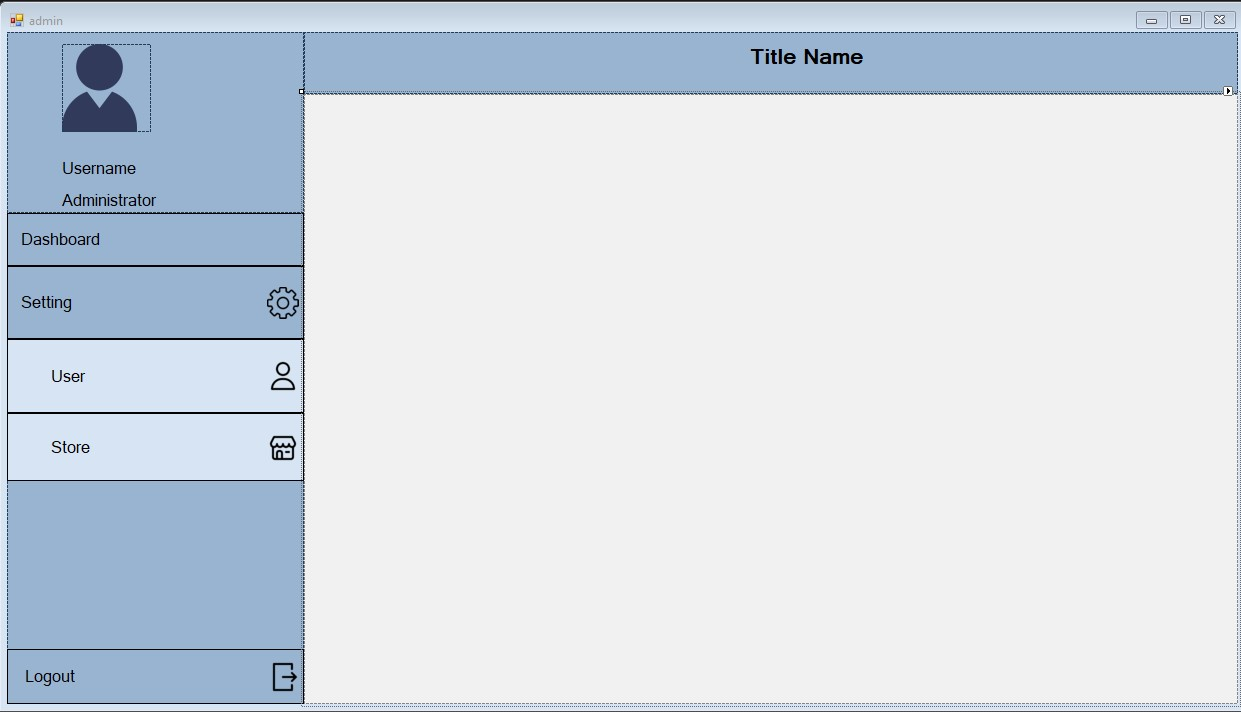 admin
Title Name
Username
Administrator
Dashboard
Setting
User
Store
Logout